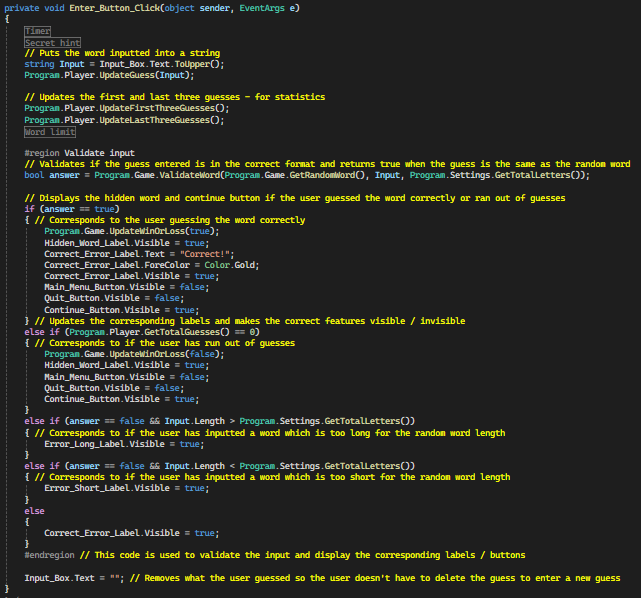 private void Enter_Button_Click(object sender, EventArgs e)
{
Timer
Secret hint
// Puts the word inputted into a string
string Input = Input_Box.Text.ToUpper();
Program.Player.UpdateGuess(Input);
// Updates the first and last three guesses - for statistics
Program.Player.UpdateFirstThreeGuesses();
Program.Player.UpdateLastThreeGuesses();
Word limit
#region Validate input
// Validates if the guess entered is in the correct format and returns true when the guess is the same as the random word
bool answer = Program.Game.ValidateWord(Program.Game.GetRandomWord(), Input, Program.Settings.GetTotalLetters());
// Displays the hidden word and continue button if the user guessed the word correctly or ran out of guesses
if (answer == true)
{ // Corresponds to the user guessing the word correctly
Program.Game.UpdateWinOrLoss(true);
Hidden_Word_Label.Visible = true;
Correct_Error_Label.Text = "Correct!";
Correct_Error_Label.ForeColor = Color.Gold;
Correct_Error_Label.Visible = true;
Main_Menu_Button.Visible = false;
Quit_Button.Visible = false;
Continue_Button.Visible = true;
} // Updates the corresponding labels and makes the correct features visible / invisible
else if (Program.Player.GetTotalGuesses() == 0)
{ // Corresponds to if the user has run out of guesses
Program.Game.UpdateWinOrLoss(false);
Hidden_Word_Label.Visible = true;
Main_Menu_Button.Visible = false;
Quit_Button.Visible = false;
Continue_Button.Visible = true;
}
else if (answer == false && Input.Length > Program.Settings.GetTotalLetters())
{ // Corresponds to if the user has inputted a word which is too long for the random word length
Error_Long_Label.Visible = true;
}
else if (answer == false && Input.Length < Program.Settings.GetTotalLetters())
{ // Corresponds to if the user has inputted a word which is too short for the random word length
Error_Short_Label.Visible = true;
}
else
{
Correct_Error_Label.Visible = true;
}
#endregion // This code is used to validate the input and display the corresponding labels / buttons
Input_Box.Text = ""; // Removes what the user guessed so the user doesn't have to delete the guess to enter a new guess
}